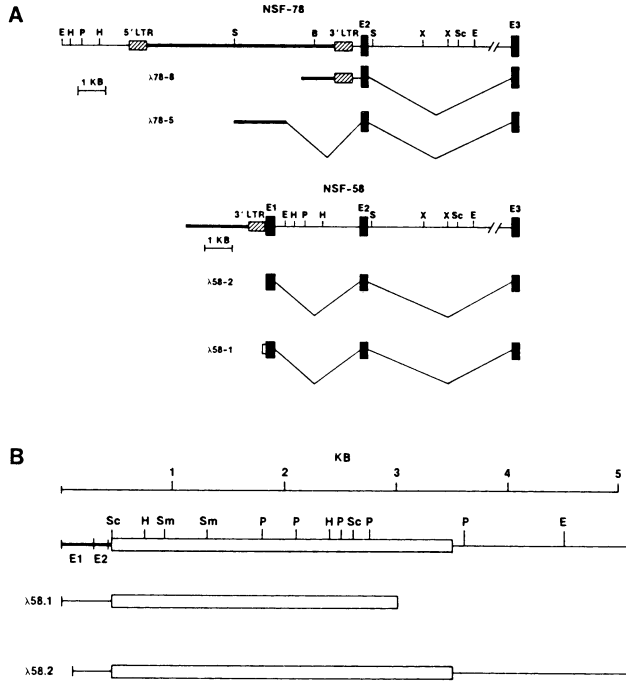 A
NSF-78
E H P H 5' LTR S B 3' LTR E2 S X X Sc E E3
1 KB
λ78-8
λ78-5
NSF-58
3' LTR E1 E H P H E2 S X X Sc E E3
1 KB
λ58-2
λ58-1
B
KB
1 2 3 4 5
Sc H Sm Sm P P H P Sc P P E
E1 E2
λ58.1
λ58.2